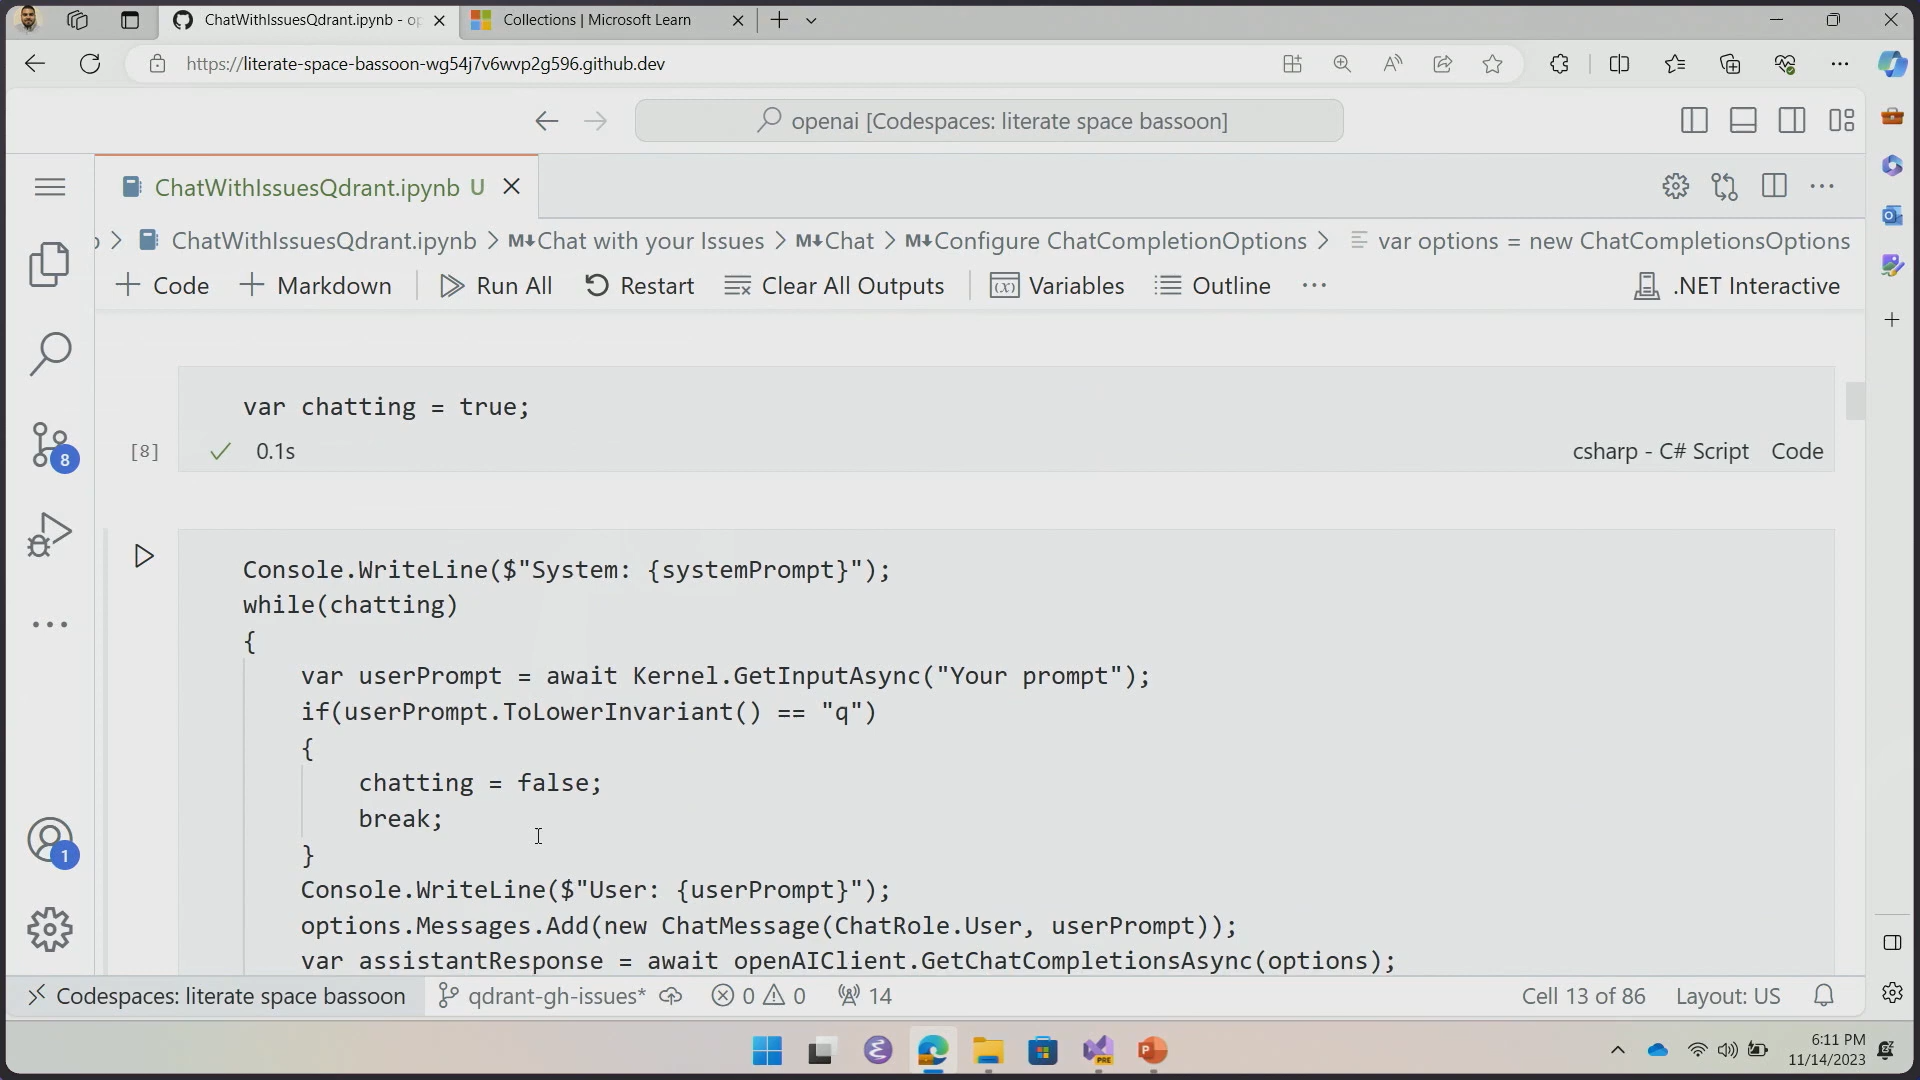 ChatWithIssuesQdrant.ipynb - op
Collections | Microsoft Learn
https://literate-space-bassoon-wg54j7v6wvp2g596.github.dev
openai [Codespaces: literate space bassoon]
ChatWithIssuesQdrant.ipynb U
ChatWithIssuesQdrant.ipynb > M↓Chat with your Issues > M↓Chat > M↓Configure ChatCompletionOptions > var options = new ChatCompletionsOptions
+ Code + Markdown Run All Restart Clear All Outputs Variables Outline ... .NET Interactive
var chatting = true;
[8] ✓ 0.1s csharp - C# Script Code
Console.WriteLine($"System: {systemPrompt}");
while(chatting)
{
var userPrompt = await Kernel.GetInputAsync("Your prompt");
if(userPrompt.ToLowerInvariant() == "q")
{
chatting = false;
break;
}
Console.WriteLine($"User: {userPrompt}");
options.Messages.Add(new ChatMessage(ChatRole.User, userPrompt));
var assistantResponse = await openAIClient.GetChatCompletionsAsync(options);
8
1
Codespaces: literate space bassoon qdrant-gh-issues* 0 0 14 Cell 13 of 86 Layout: US
PRE
6:11 PM
11/14/2023